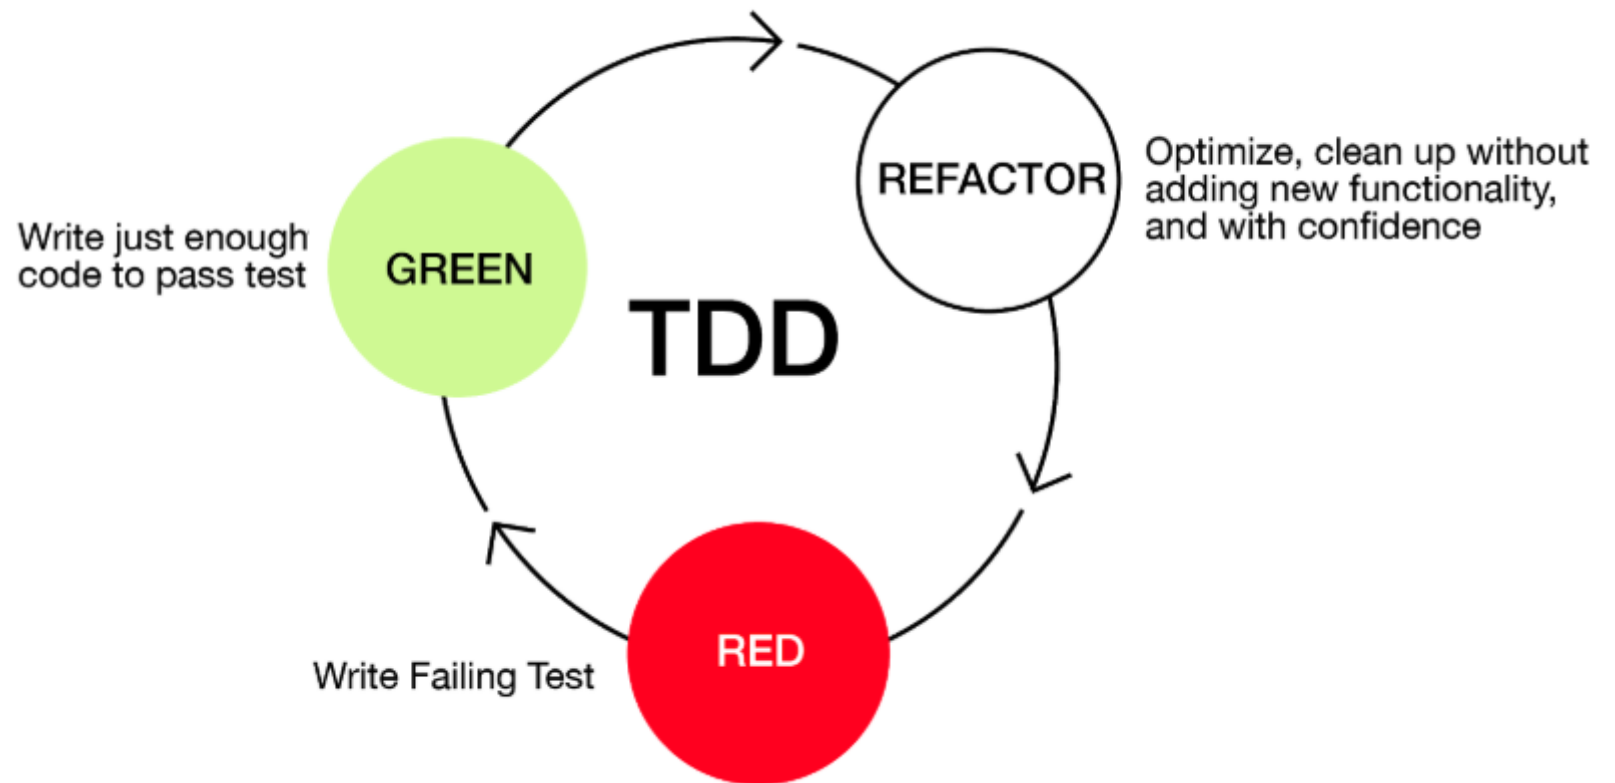 REFACTOR
Optimize, clean up without
adding new functionality,
and with confidence
Write just enough
code to pass test
GREEN
TDD
RED
Write Failing Test